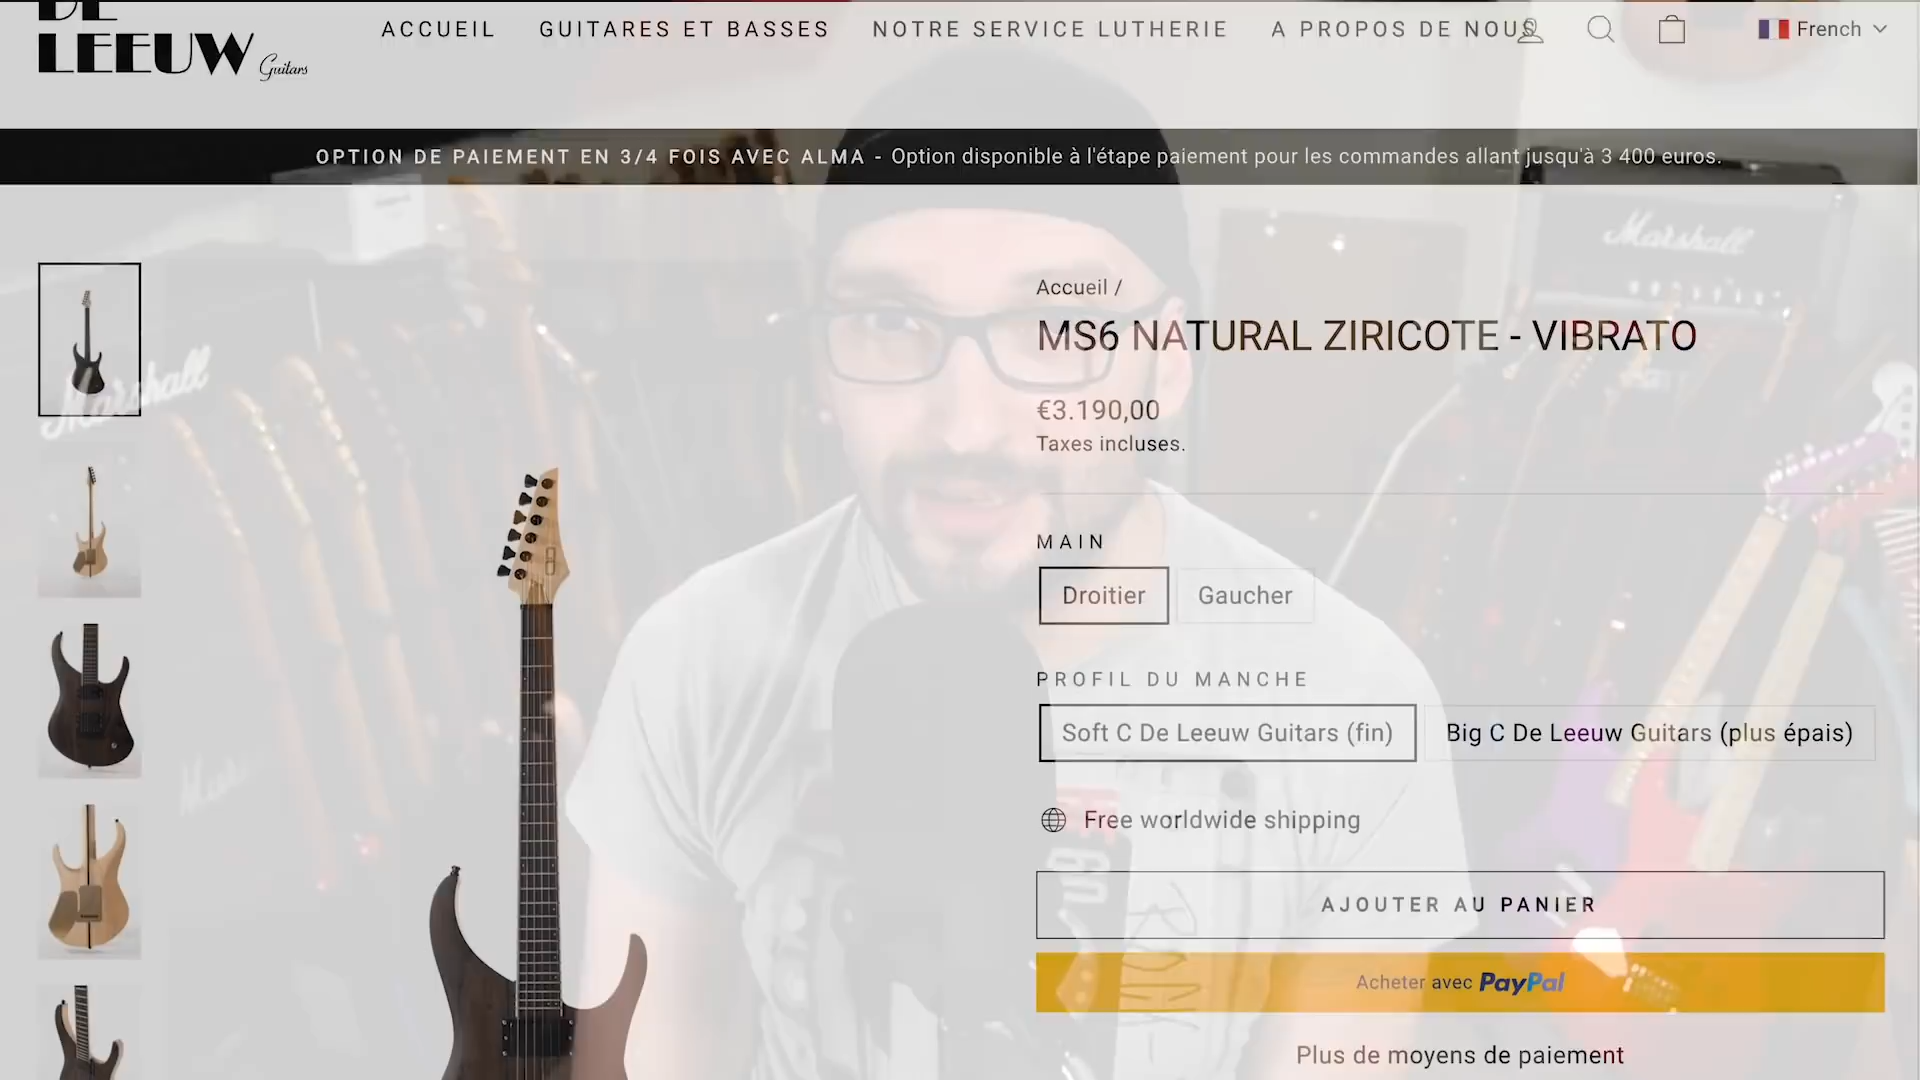 DE
LEEUW Guitars
ACCUEIL
GUITARES ET BASSES
NOTRE SERVICE LUTHERIE
A PROPOS DE NOUS
French
OPTION DE PAIEMENT EN 3/4 FOIS AVEC ALMA - Option disponible à l'étape paiement pour les commandes allant jusqu'à 3 400 euros.
Marshall
Marshall
Accueil /
MS6 NATURAL ZIRICOTE - VIBRATO
€3.190,00
Taxes incluses.
MAIN
Droitier
Gaucher
PROFIL DU MANCHE
Soft C De Leeuw Guitars (fin)
Big C De Leeuw Guitars (plus épais)
Free worldwide shipping
AJOUTER AU PANIER
Acheter avec PayPal
Plus de moyens de paiement